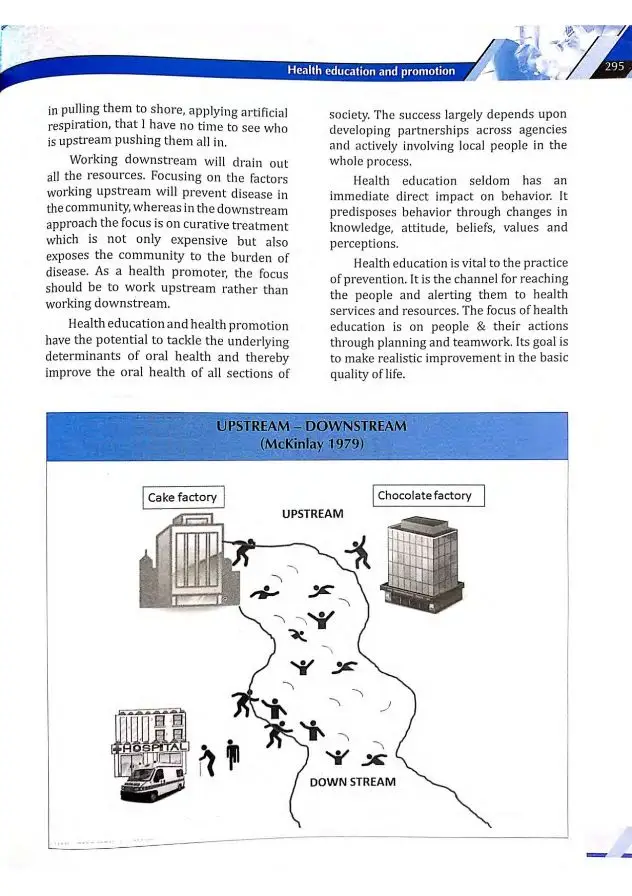 Health education and promotion
295
in pulling them to shore, applying artificial
respiration, that I have no time to see who
is upstream pushing them all in.
Working downstream will drain out
all the resources. Focusing on the factors
working upstream will prevent disease in
the community, whereas in the downstream
approach the focus is on curative treatment
which is not only expensive but also
exposes the community to the burden of
disease. As a health promoter, the focus
should be to work upstream rather than
working downstream.
Health education and health promotion
have the potential to tackle the underlying
determinants of oral health and thereby
improve the oral health of all sections of
society. The success largely depends upon
developing partnerships across agencies
and actively involving local people in the
whole process.
Health education seldom has an
immediate direct impact on behavior. It
predisposes behavior through changes in
knowledge, attitude, beliefs, values and
perceptions.
Health education is vital to the practice
of prevention. It is the channel for reaching
the people and alerting them to health
services and resources. The focus of health
education is on people & their actions
through planning and teamwork. Its goal is
to make realistic improvement in the basic
quality of life.
UPSTREAM – DOWNSTREAM
(McKinlay 1979)
Cake factory
Chocolate factory
UPSTREAM
HOSPITAL
DOWN STREAM